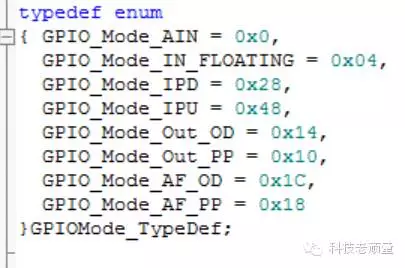 typedef enum
{ GPIO_Mode_AIN = 0x0,
GPIO_Mode_IN_FLOATING = 0x04,
GPIO_Mode_IPD = 0x28,
GPIO_Mode_IPU = 0x48,
GPIO_Mode_Out_OD = 0x14,
GPIO_Mode_Out_PP = 0x10,
GPIO_Mode_AF_OD = 0x1C,
GPIO_Mode_AF_PP = 0x18
}GPIOMode_TypeDef;
科技老顽童